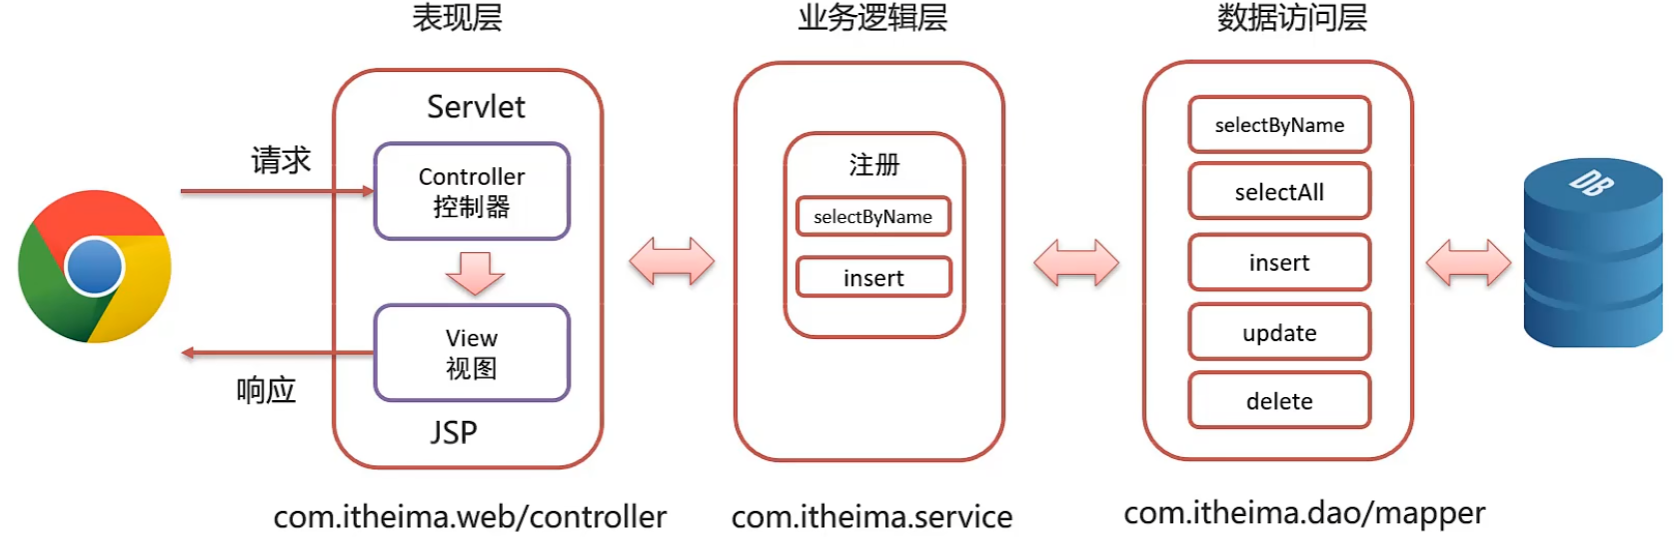 表现层
业务逻辑层
数据访问层
Servlet
Controller
控制器
View
视图
JSP
请求
响应
注册
selectByName
insert
selectByName
selectAll
insert
update
delete
DB
com.itheima.web/controller
com.itheima.service
com.itheima.dao/mapper